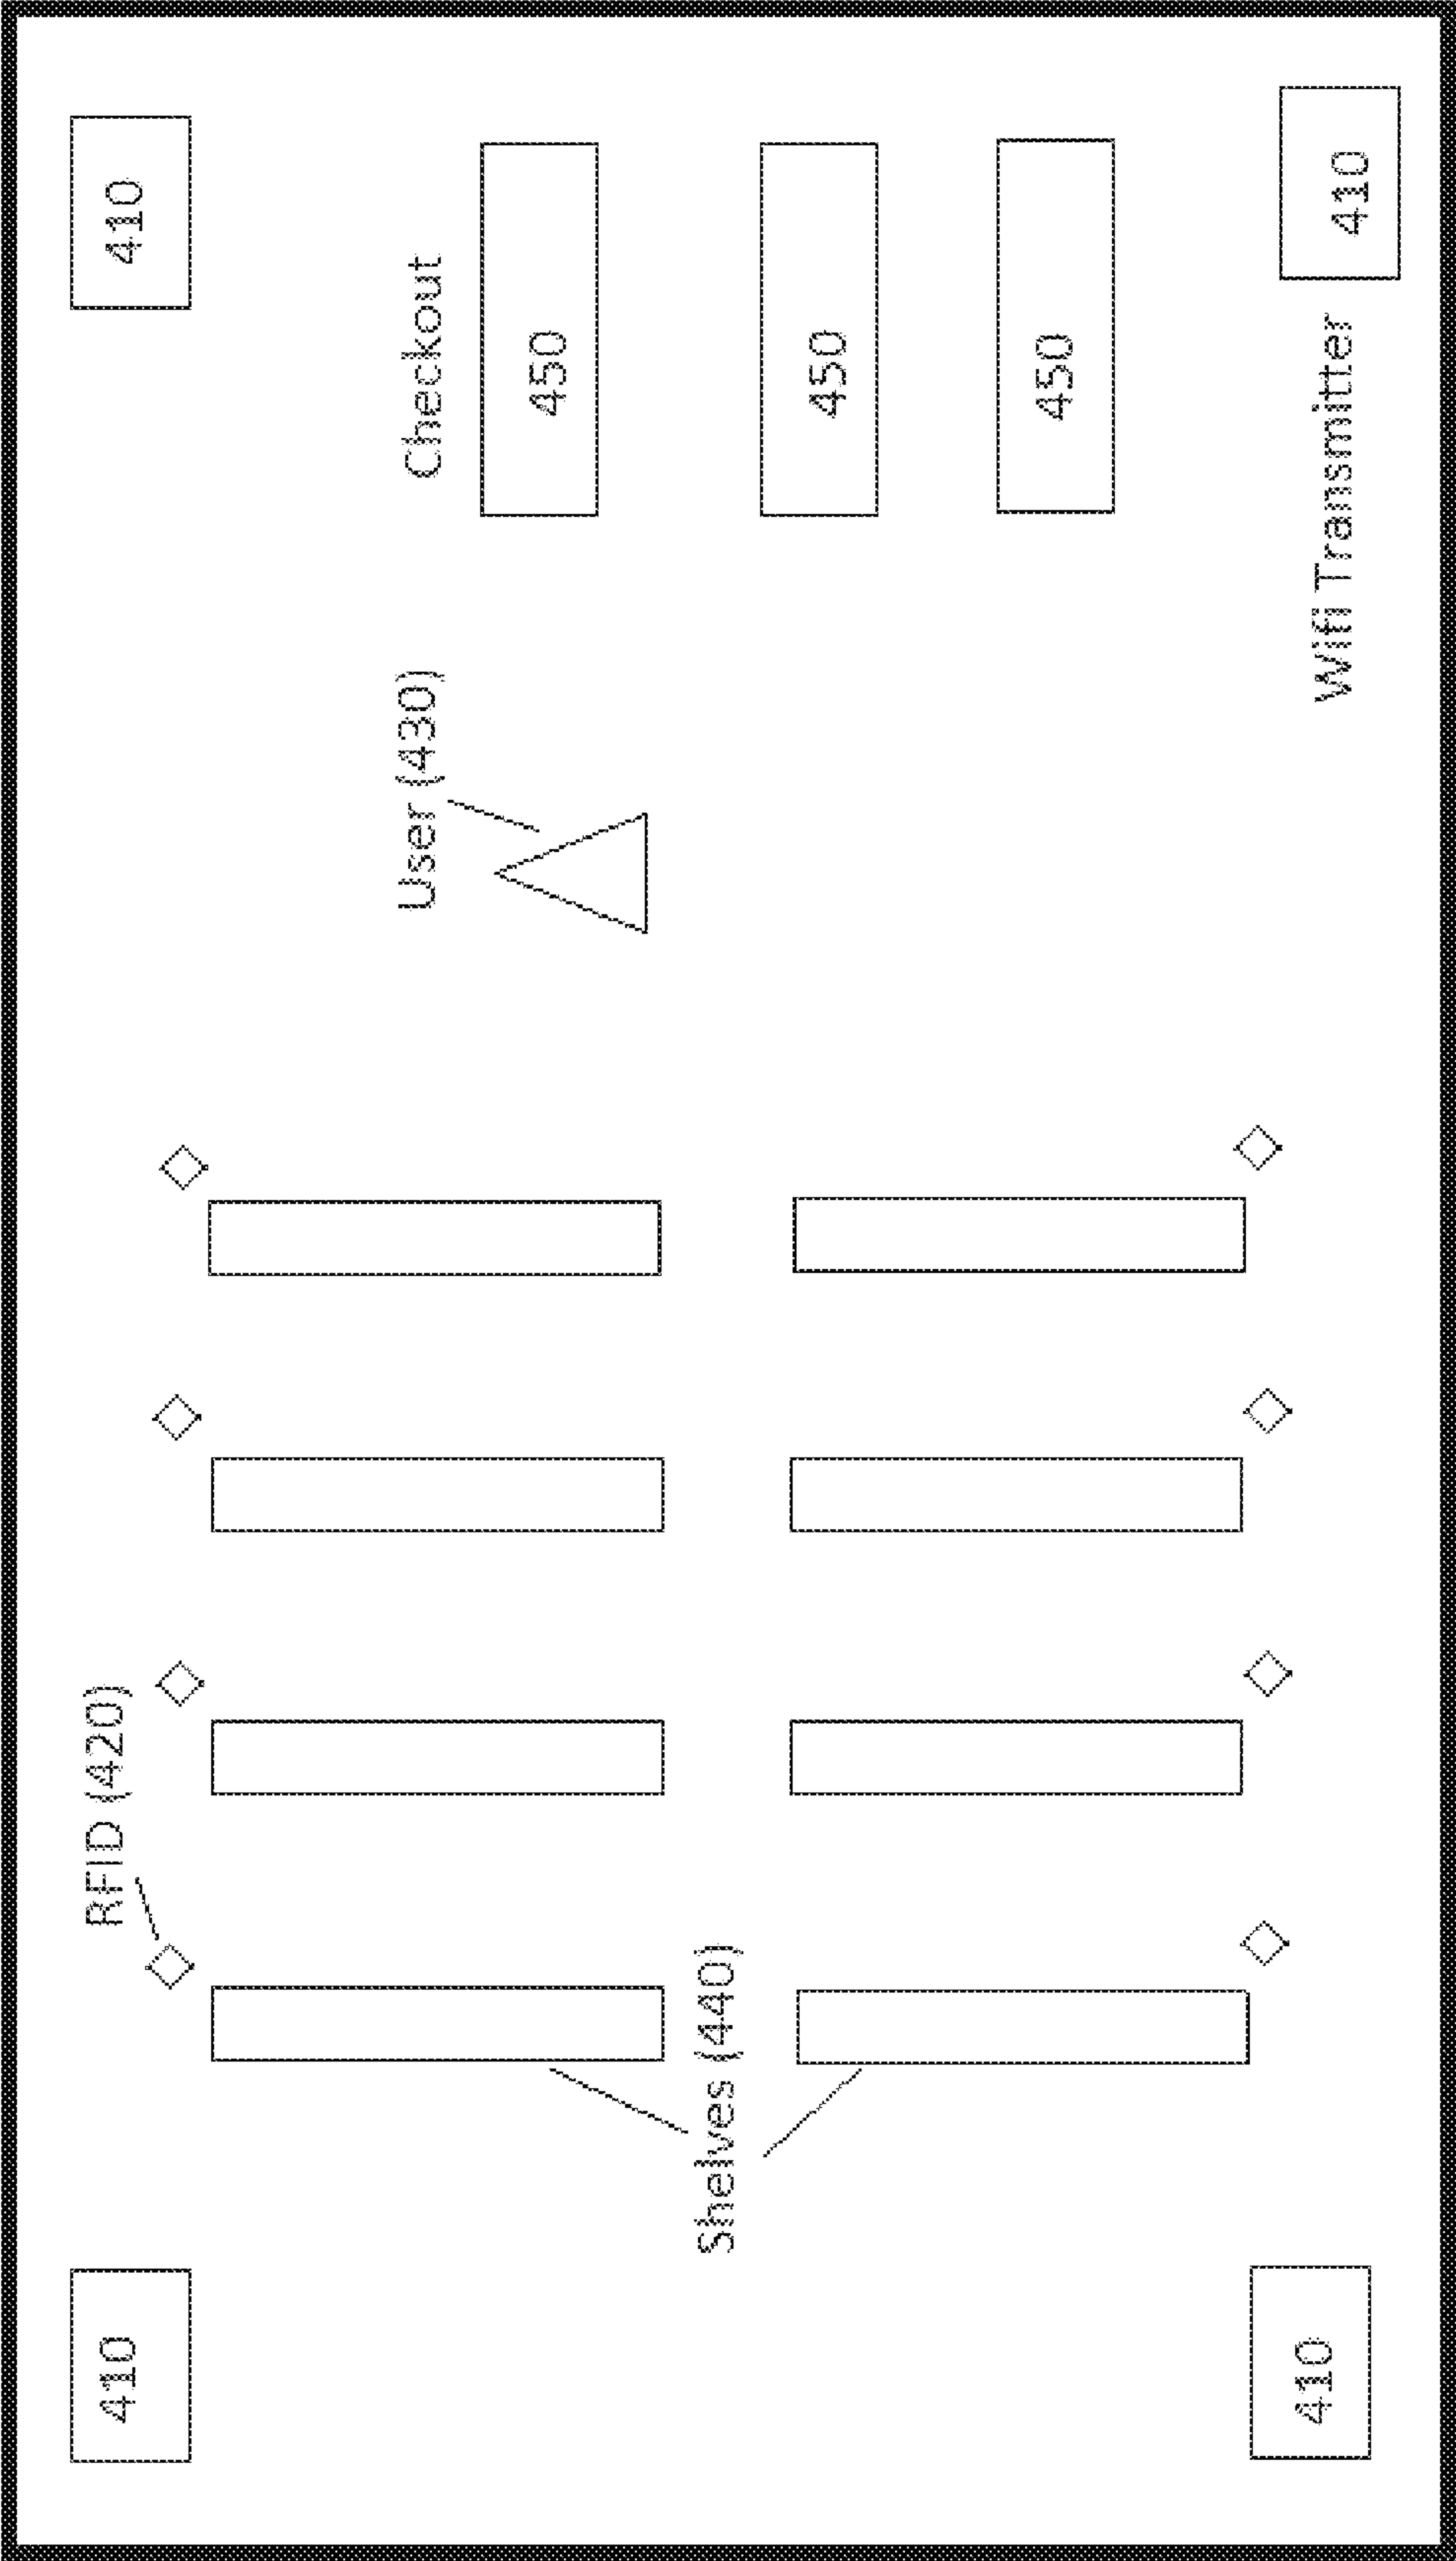 410
RFID (420)
410
User (430)
Checkout
450
Shelves (440)
450
450
410
Wifi Transmitter
410